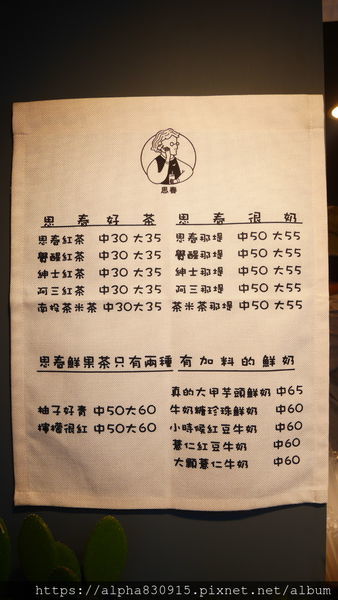 思春
思春好茶
思春紅茶 中30 大35
醫醒紅茶 中30 大35
紳士紅茶 中30 大35
阿三紅茶 中30 大35
南投茶米茶 中30 大35
思春很奶
思春那堤 中50 大55
醫醒那堤 中50 大55
紳士那堤 中50 大55
阿三那堤 中50 大55
茶米茶那堤 中50 大55
思春鮮果茶只有兩種
柚子好青 中50大60
檸檬很紅 中50大60
有加料的鮮奶
真的大甲芋頭鮮奶 中65
牛奶糖珍珠鮮奶 中60
小時候紅豆牛奶 中60
薏仁紅豆牛奶 中60
大顆薏仁牛奶 中60
https://alpha830915.pixnet.net/album